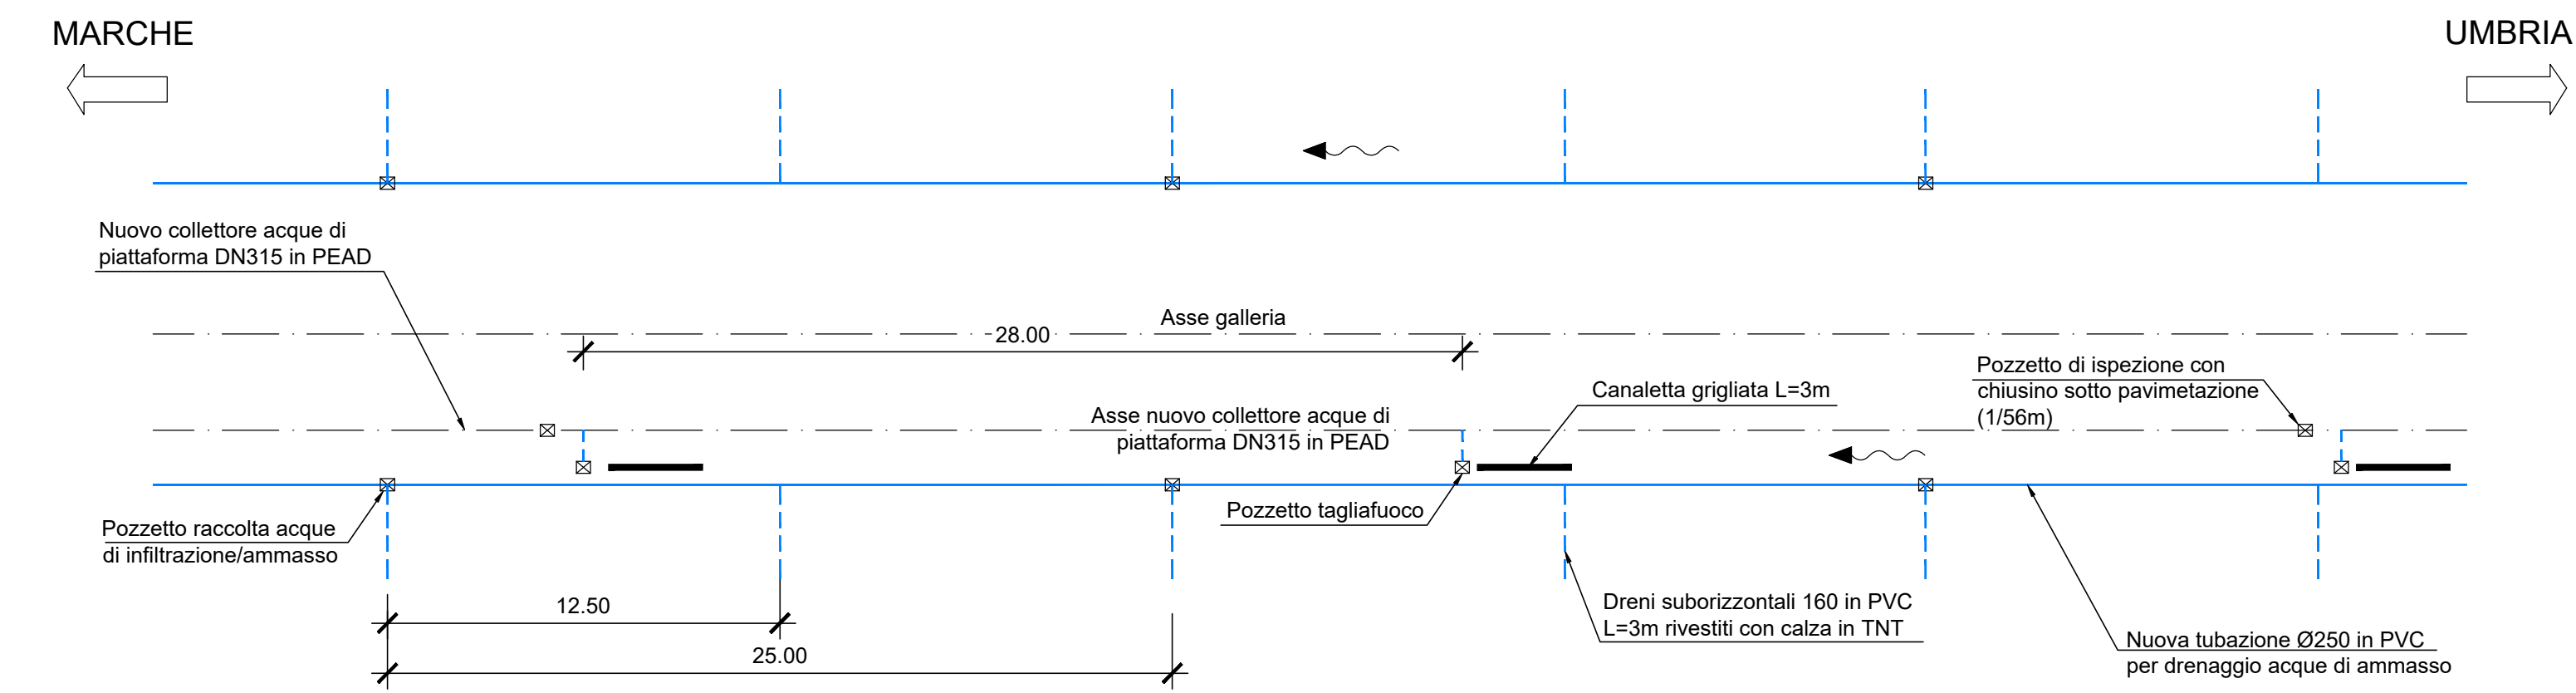 MARCHE
UMBRIA
Nuovo collettore acque di
piattaforma DN315 in PEAD
Asse galleria
28.00
Pozzetto di ispezione con
chiusino sotto pavimetazione
(1/56m)
Canaletta grigliata L=3m
Asse nuovo collettore acque di
piattaforma DN315 in PEAD
Pozzetto tagliafuoco
Pozzetto raccolta acque
di infiltrazione/ammasso
12.50
25.00
Dreni suborizzontali 160 in PVC
L=3m rivestiti con calza in TNT
Nuova tubazione Ø250 in PVC
per drenaggio acque di ammasso